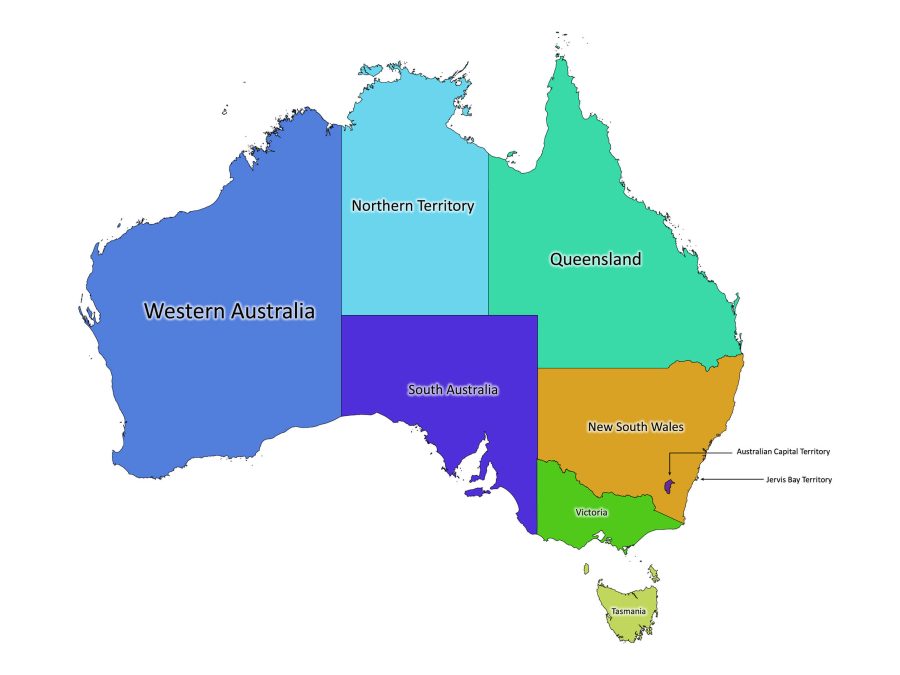 Northern Territory
Queensland
Western Australia
South Australia
New South Wales
Australian Capital Territory
Jervis Bay Territory
Victoria
Tasmania